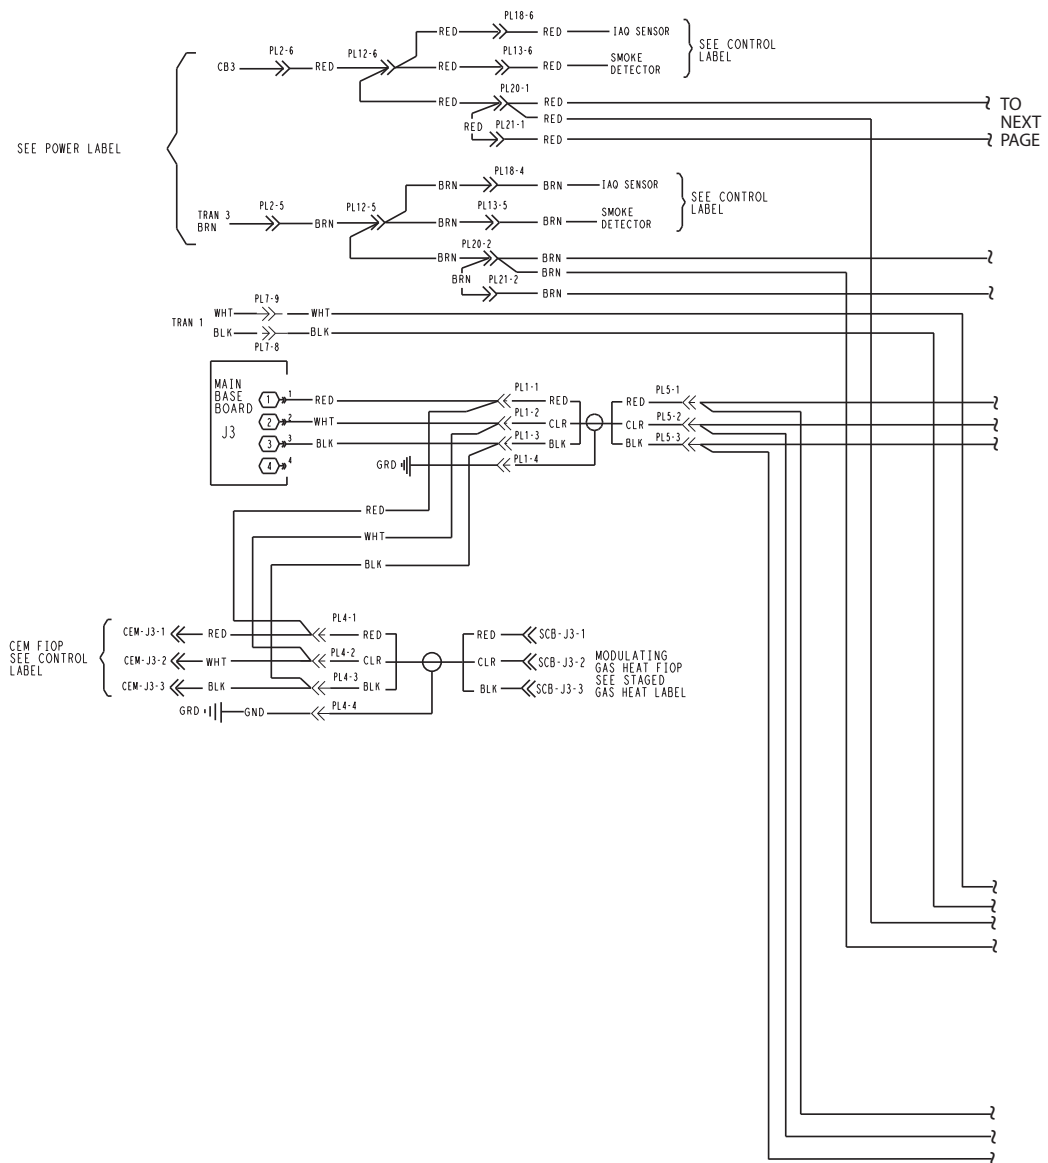 PL18-6
RED RED IAQ SENSOR
SEE CONTROL
LABEL
PL2-6 PL12-6 PL13-6
CB3 RED RED RED SMOKE
DETECTOR
PL20-1
RED RED TO
RED NEXT
RED PL21-1
RED PAGE
SEE POWER LABEL
PL18-4
BRN BRN IAQ SENSOR
SEE CONTROL
LABEL
PL2-5 PL12-5 PL13-5
TRAN 3
BRN BRN BRN BRN SMOKE
DETECTOR
PL20-2
BRN BRN
BRN
BRN PL21-2
BRN
PL7-9
WHT WHT
TRAN 1
BLK BLK
PL7-8
MAIN
BASE
BOARD
J3
PL1-1 PL5-1
1 1 RED RED RED
PL1-2 PL5-2
2 2 WHT CLR CLR
PL1-3 PL5-3
3 3 BLK BLK BLK
4 4 GRD PL1-4
RED
WHT
BLK
CEM FIOP
SEE CONTROL
LABEL
PL4-1
CEM-J3-1 RED RED RED SCB-J3-1
PL4-2
CEM-J3-2 WHT CLR CLR SCB-J3-2
PL4-3
CEM-J3-3 BLK BLK BLK SCB-J3-3
MODULATING
GAS HEAT FIOP
SEE STAGED
GAS HEAT LABEL
GRD GND PL4-4